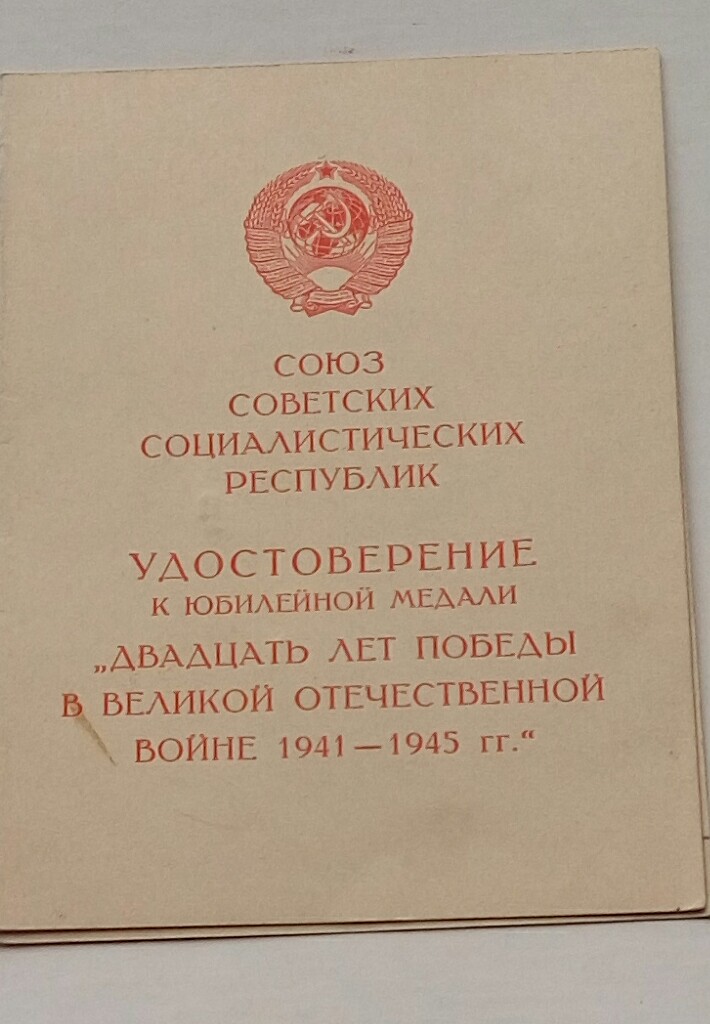 СОЮЗ
СОВЕТСКИХ
СОЦИАЛИСТИЧЕСКИХ
РЕСПУБЛИК
УДОСТОВЕРЕНИЕ
К ЮБИЛЕЙНОЙ МЕДАЛИ
„ДВАДЦАТЬ ЛЕТ ПОБЕДЫ
В ВЕЛИКОЙ ОТЕЧЕСТВЕННОЙ
ВОЙНЕ 1941—1945 гг.“